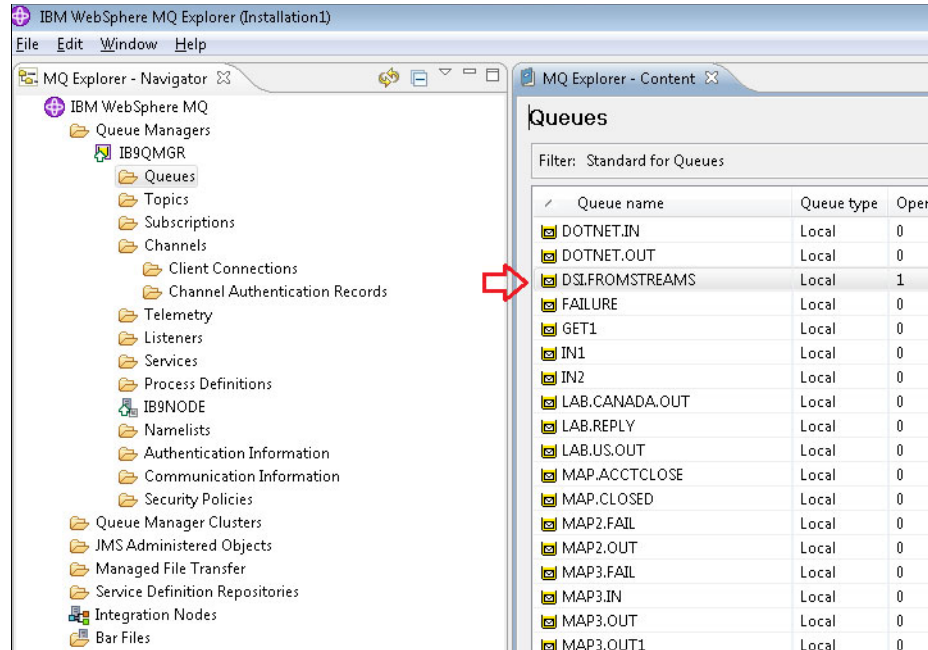 IBM WebSphere MQ Explorer (Installation1)
File Edit Window Help
MQ Explorer - Navigator
IBM WebSphere MQ
Queue Managers
IB9QMGR
Queues
Topics
Subscriptions
Channels
Client Connections
Channel Authentication Records
Telemetry
Listeners
Services
Process Definitions
IB9NODE
Namelists
Authentication Information
Communication Information
Security Policies
Queue Manager Clusters
JMS Administered Objects
Managed File Transfer
Service Definition Repositories
Integration Nodes
Bar Files
MQ Explorer - Content
Queues
Filter: Standard for Queues
Queue name Queue type Oper
DOTNET.IN Local 0
DOTNET.OUT Local 0
DSI.FROMSTREAMS Local 1
FAILURE Local 0
GET1 Local 0
IN1 Local 0
IN2 Local 0
LAB.CANADA.OUT Local 0
LAB.REPLY Local 0
LAB.US.OUT Local 0
MAP.ACCTCLOSE Local 0
MAP.CLOSED Local 0
MAP2.FAIL Local 0
MAP2.OUT Local 0
MAP3.FAIL Local 0
MAP3.IN Local 0
MAP3.OUT Local 0
MAP3.OUT1 Local 0